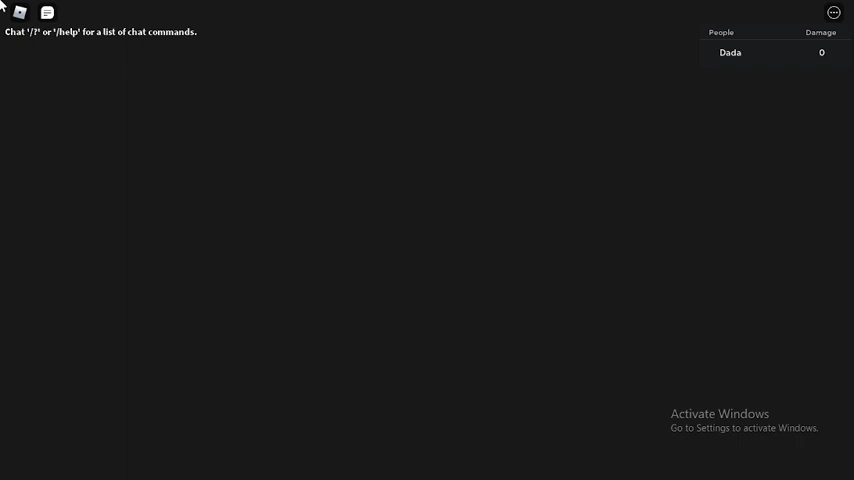 Chat '/?' or '/help' for a list of chat commands.
People Damage
Dada 0
Activate Windows
Go to Settings to activate Windows.